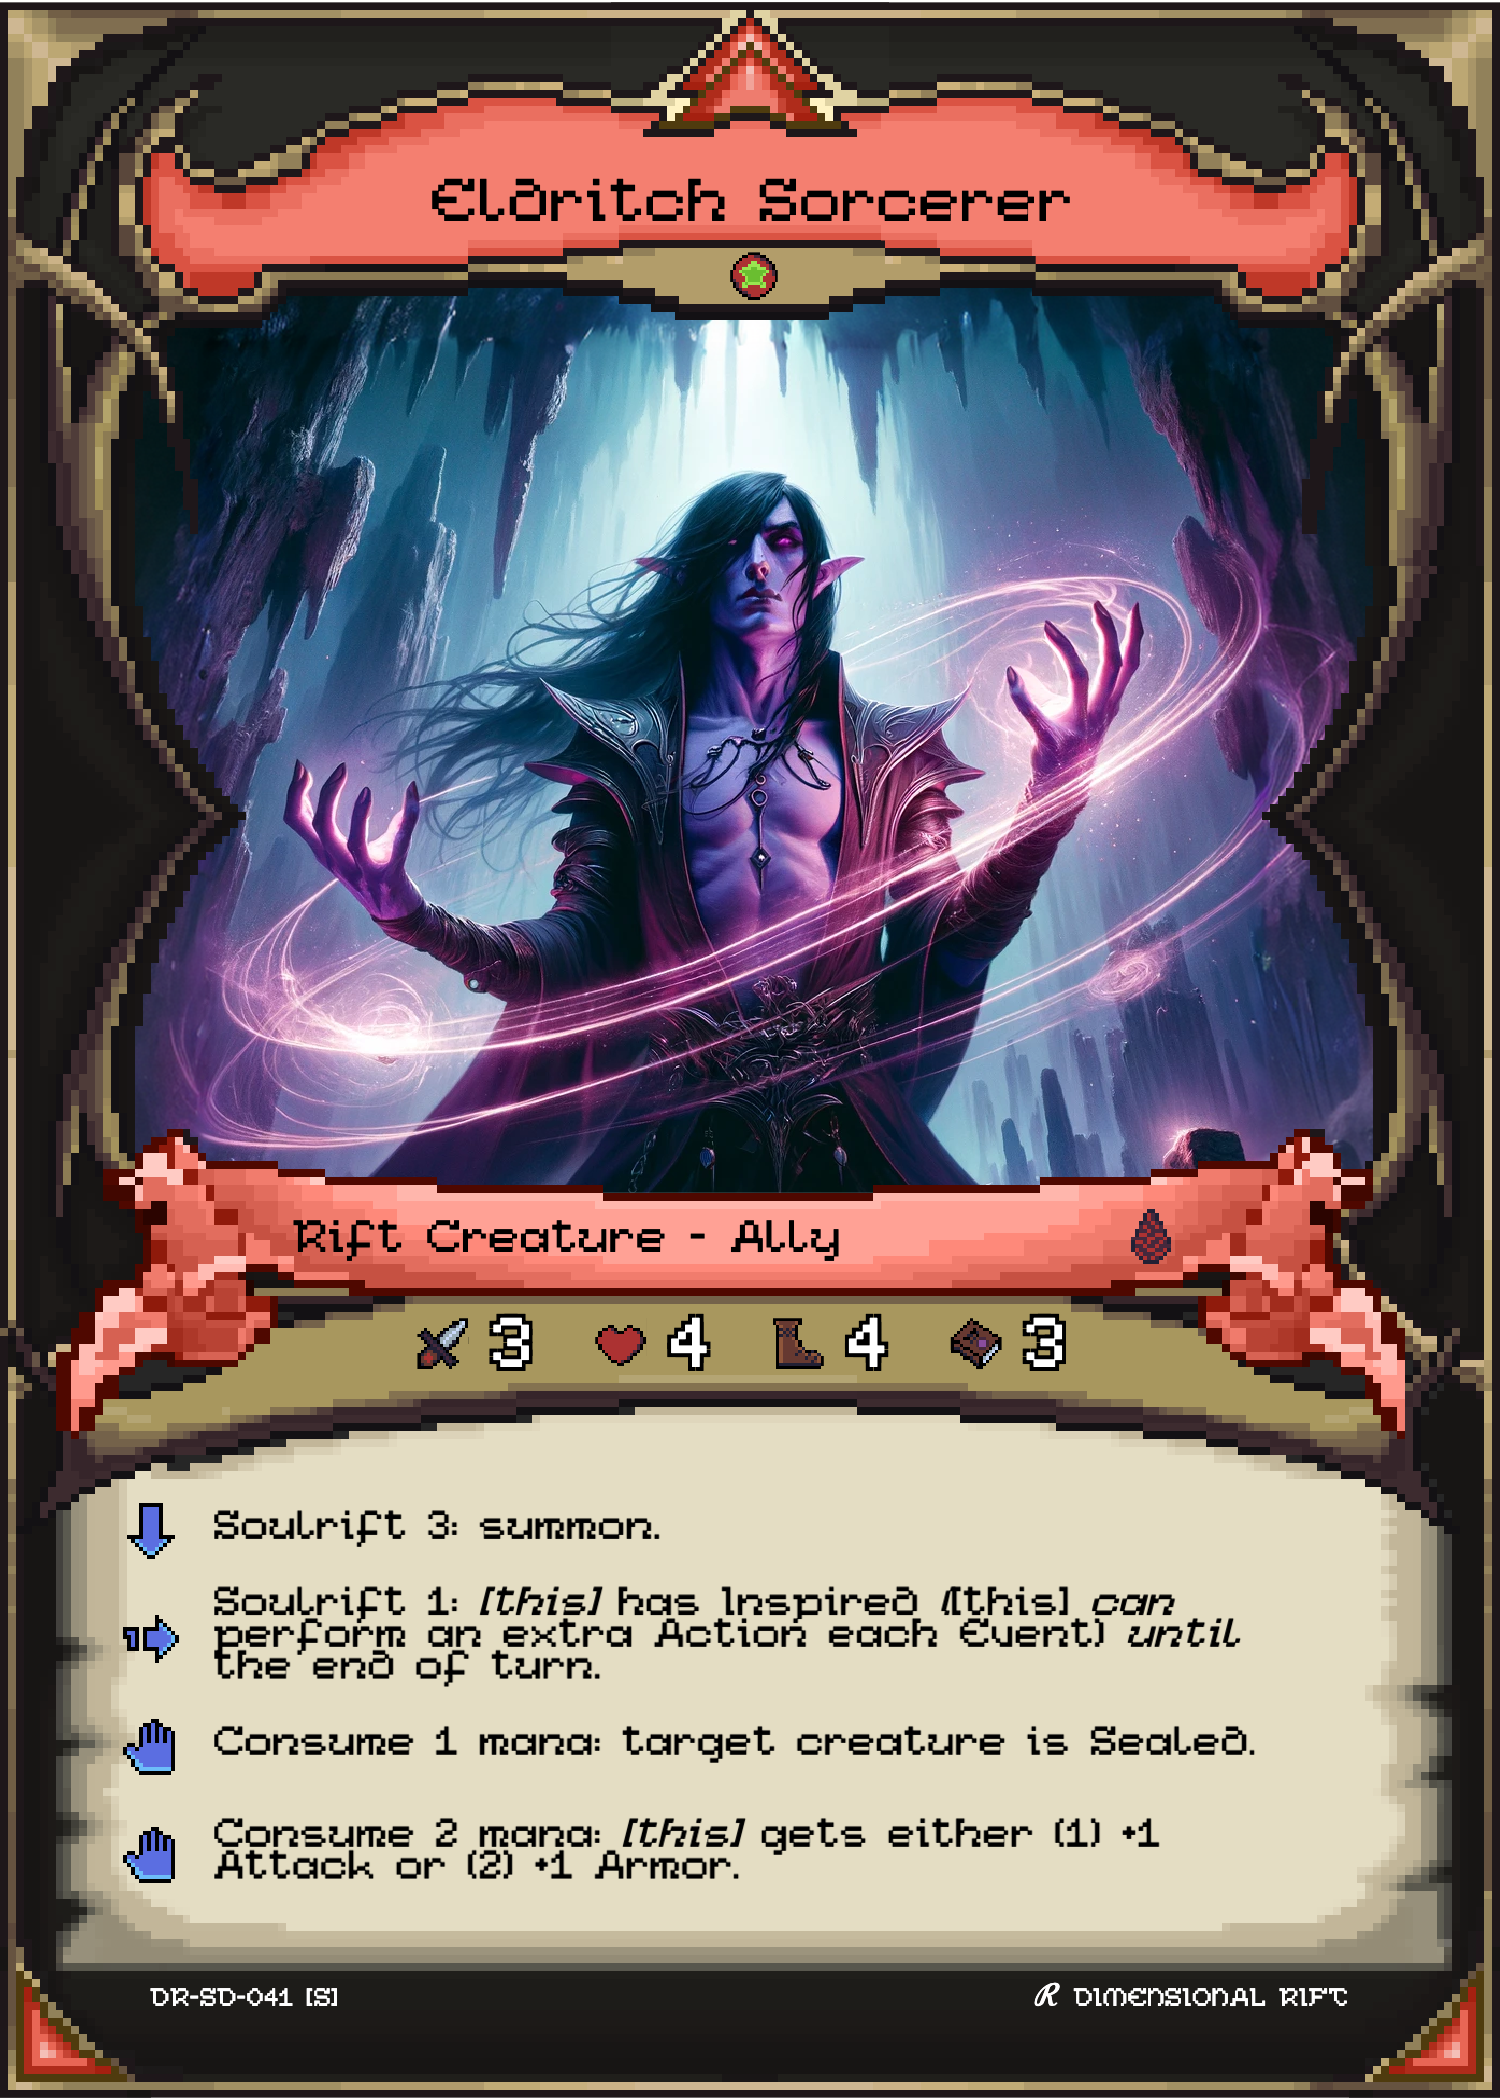 Eldritch Sorcerer
Rift Creature - Ally
3 4 4 3
Soulrift 3: summon.
Soulrift 1: [this] has Inspired ([this] can
perform an extra Action each Event) until
the end of turn.
Consume 1 mana: target creature is Sealed.
Consume 2 mana: [this] gets either (1) +1
Attack or (2) +1 Armor.
DR-SD-041 [S]
R DIMENSIONAL RIFT